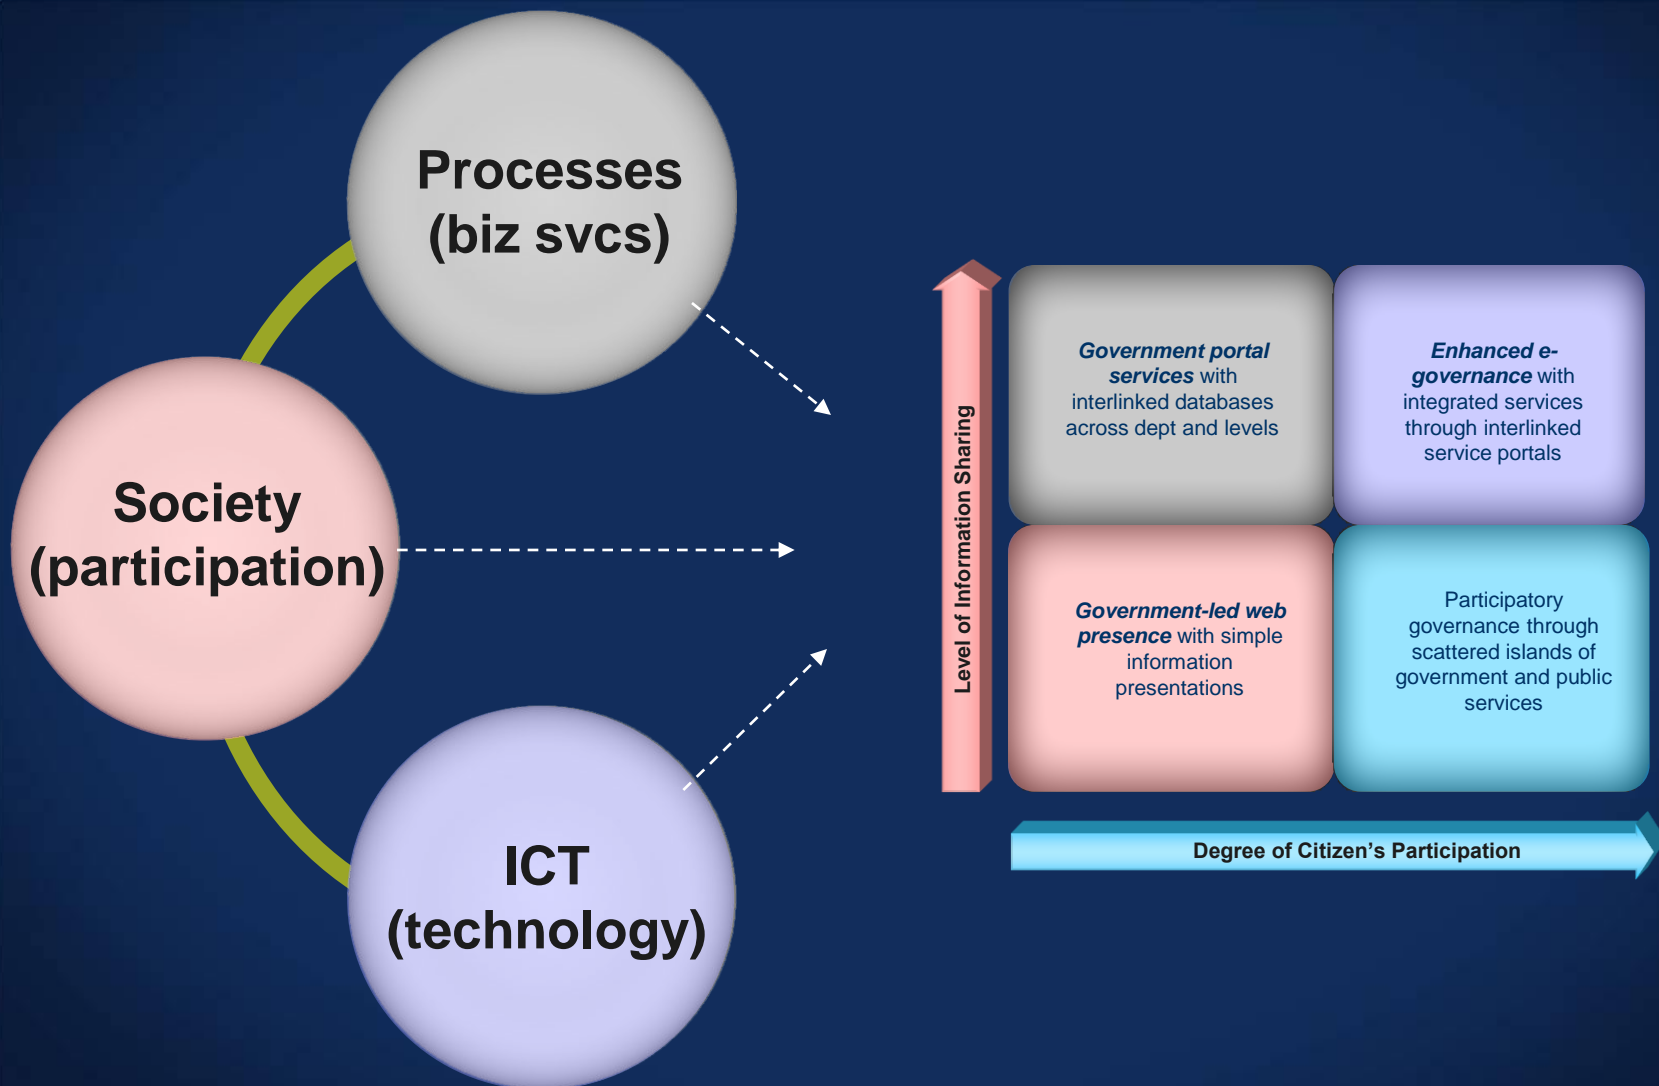 Processes
(biz svcs)
Society
(participation)
ICT
(technology)
Level of Information Sharing
Government portal
services with
interlinked databases
across dept and levels
Enhanced e-
governance with
integrated services
through interlinked
service portals
Government-led web
presence with simple
information
presentations
Participatory
governance through
scattered islands of
government and public
services
Degree of Citizen’s Participation